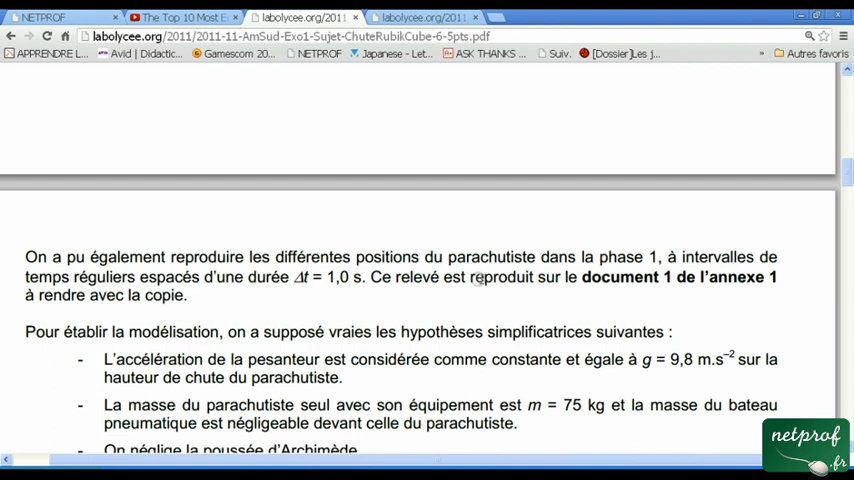 NETPROF
The Top 10 Most E
labolycee.org/2011
labolycee.org/2011
labolycee.org/2011/2011-11-AmSud-Exo1-Sujet-ChuteRubikCube-6-5pts.pdf
APPRENDRE L... Avid | Didactic... Gamescom 20... NETPROF Japanese - Let... ASK THANKS ... Suiv. [Dossier]Les j... » Autres favoris
On a pu également reproduire les différentes positions du parachutiste dans la phase 1, à intervalles de
temps réguliers espacés d'une durée Δt = 1,0 s. Ce relevé est reproduit sur le document 1 de l'annexe 1
à rendre avec la copie.
Pour établir la modélisation, on a supposé vraies les hypothèses simplificatrices suivantes :
- L'accélération de la pesanteur est considérée comme constante et égale à g = 9,8 m.s⁻² sur la
hauteur de chute du parachutiste.
- La masse du parachutiste seul avec son équipement est m = 75 kg et la masse du bateau
pneumatique est négligeable devant celle du parachutiste.
- On néglige la poussée d'Archimède.
netprof
.fr